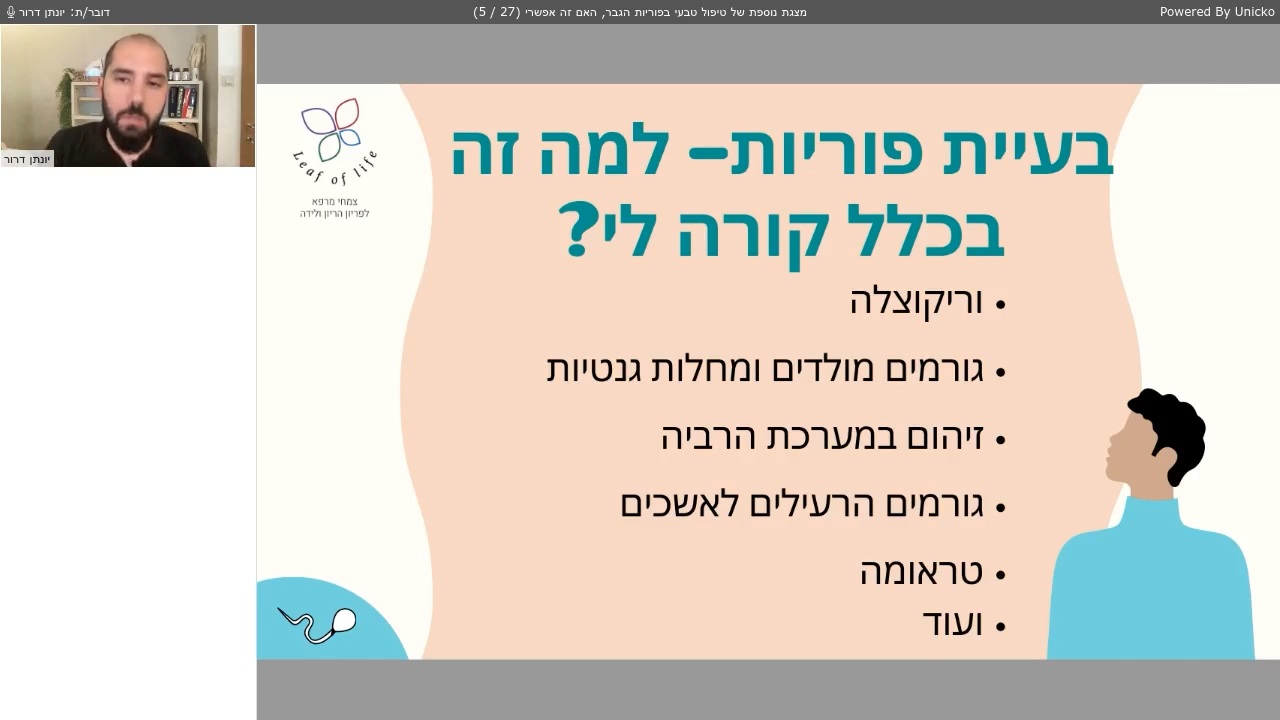 דובר/ת: יונתן דרור
מצגת נוספת של טיפול טבעי בפוריות הגבר, האם זה אפשרי (27 / 5)
Powered By Unicko
יונתן דרור
Leaf of life
צמחי מרפא
לפריון הריון ולידה
בעיית פוריות– למה זה
בכלל קורה לי?
• וריקוצלה
• גורמים מולדים ומחלות גנטיות
• זיהום במערכת הרביה
• גורמים הרעילים לאשכים
• טראומה
• ועוד